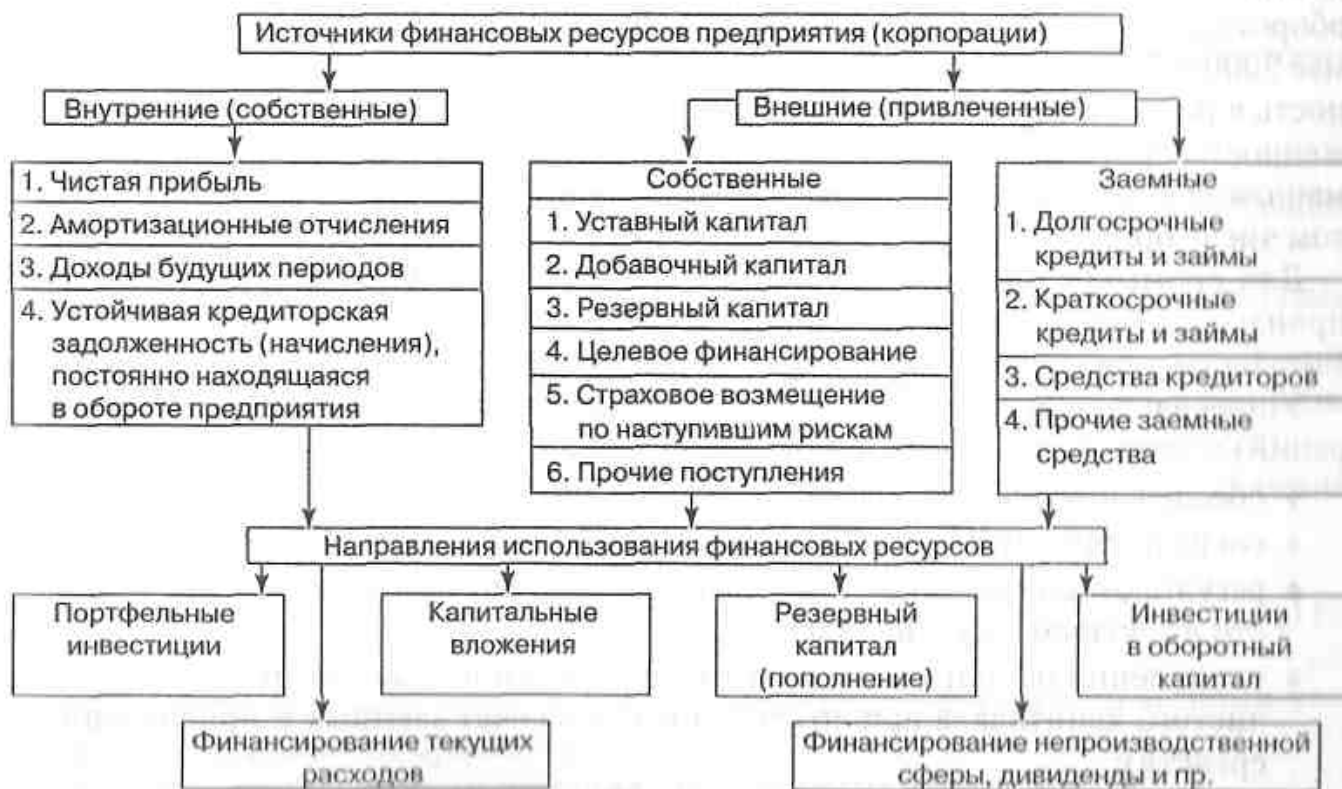 Источники финансовых ресурсов предприятия (корпорации)
Внутренние (собственные)
Внешние (привлеченные)
1. Чистая прибыль
2. Амортизационные отчисления
3. Доходы будущих периодов
4. Устойчивая кредиторская
задолженность (начисления),
постоянно находящаяся
в обороте предприятия
Собственные
1. Уставный капитал
2. Добавочный капитал
3. Резервный капитал
4. Целевое финансирование
5. Страховое возмещение
по наступившим рискам
6. Прочие поступления
Заемные
1. Долгосрочные
кредиты и займы
2. Краткосрочные
кредиты и займы
3. Средства кредиторов
4. Прочие заемные
средства
Направления использования финансовых ресурсов
Портфельные
инвестиции
Капитальные
вложения
Резервный
капитал
(пополнение)
Инвестиции
в оборотный
капитал
Финансирование текущих
расходов
Финансирование непроизводственной
сферы, дивиденды и пр.